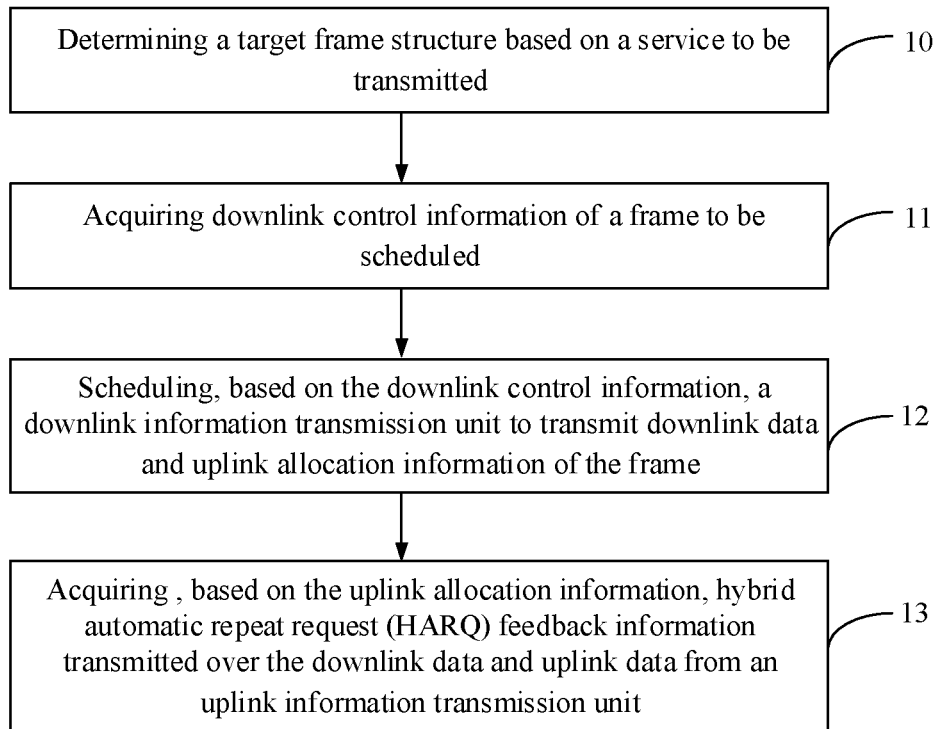 Determining a target frame structure based on a service to be
transmitted
10
Acquiring downlink control information of a frame to be
scheduled
11
Scheduling, based on the downlink control information, a
downlink information transmission unit to transmit downlink data
and uplink allocation information of the frame
12
Acquiring , based on the uplink allocation information, hybrid
automatic repeat request (HARQ) feedback information
transmitted over the downlink data and uplink data from an
uplink information transmission unit
13